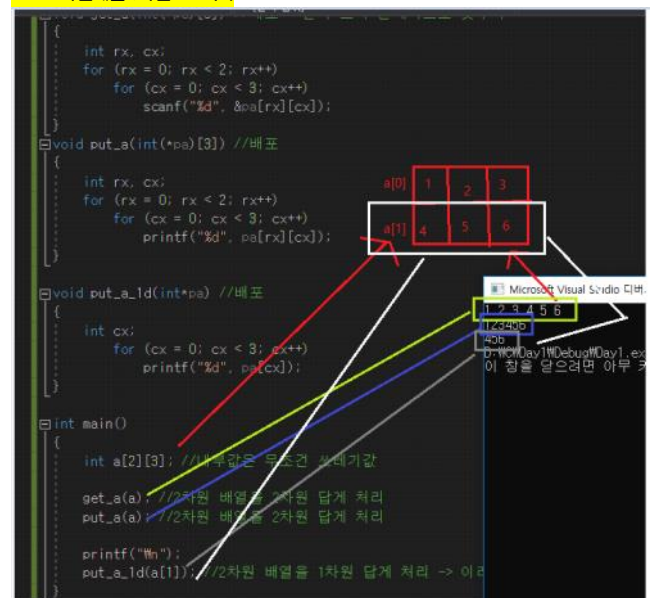 {
int rx, cx;
for (rx = 0; rx < 2; rx++)
for (cx = 0; cx < 3; cx++)
scanf("%d", &pa[rx][cx]);
}
void put_a(int(*pa)[3]) //배포
{
int rx, cx;
for (rx = 0; rx < 2; rx++)
for (cx = 0; cx < 3; cx++)
printf("%d", pa[rx][cx]);
}
a[0] 1 2 3
a[1] 4 5 6
void put_a_1d(int*pa) //배포
{
int cx;
for (cx = 0; cx < 3; cx++)
printf("%d", pa[cx]);
}
Microsoft Visual Studio 디버
1 2 3 4 5 6
123456
456
D:₩C₩Day1₩Debug₩Day1.ex
이 창을 닫으려면 아무 키
int main()
{
int a[2][3]; //내부값은 무조건 쓰레기값
get_a(a); //2차원 배열을 2차원 답게 처리
put_a(a); //2차원 배열을 2차원 답게 처리
printf("₩n");
put_a_1d(a[1]); //2차원 배열을 1차원 답게 처리 ->
}